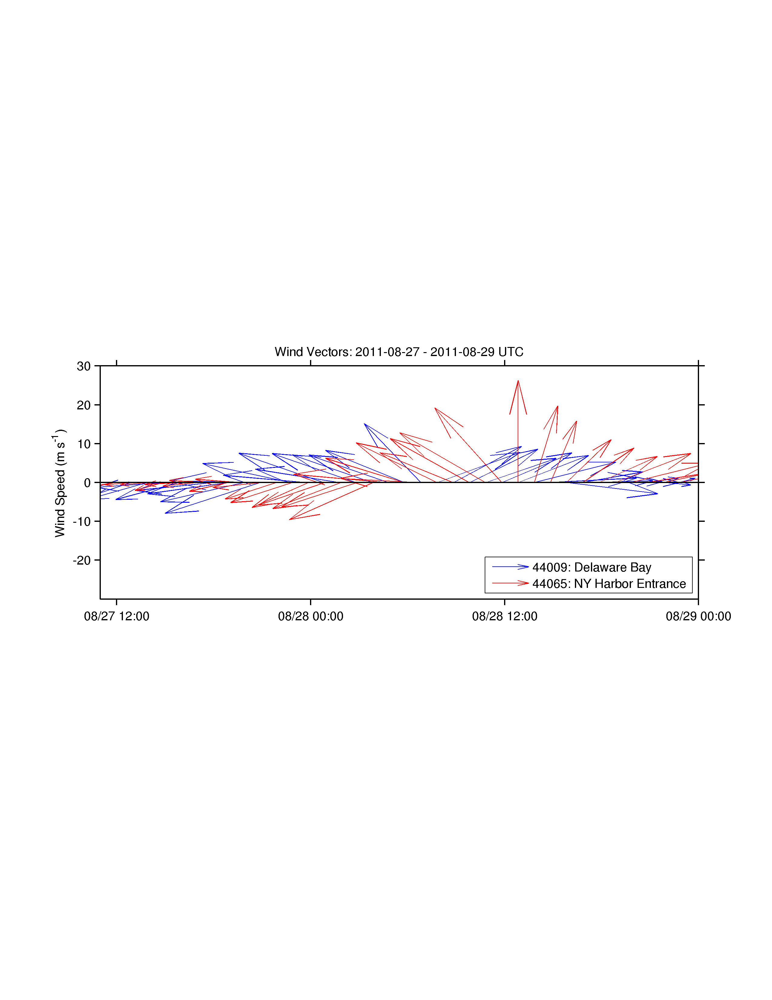 Wind Vectors: 2011-08-27 - 2011-08-29 UTC
30
20
10
0
-10
-20
Wind Speed (m s-1)
44009: Delaware Bay
44065: NY Harbor Entrance
08/27 12:00 08/28 00:00 08/28 12:00 08/29 00:00